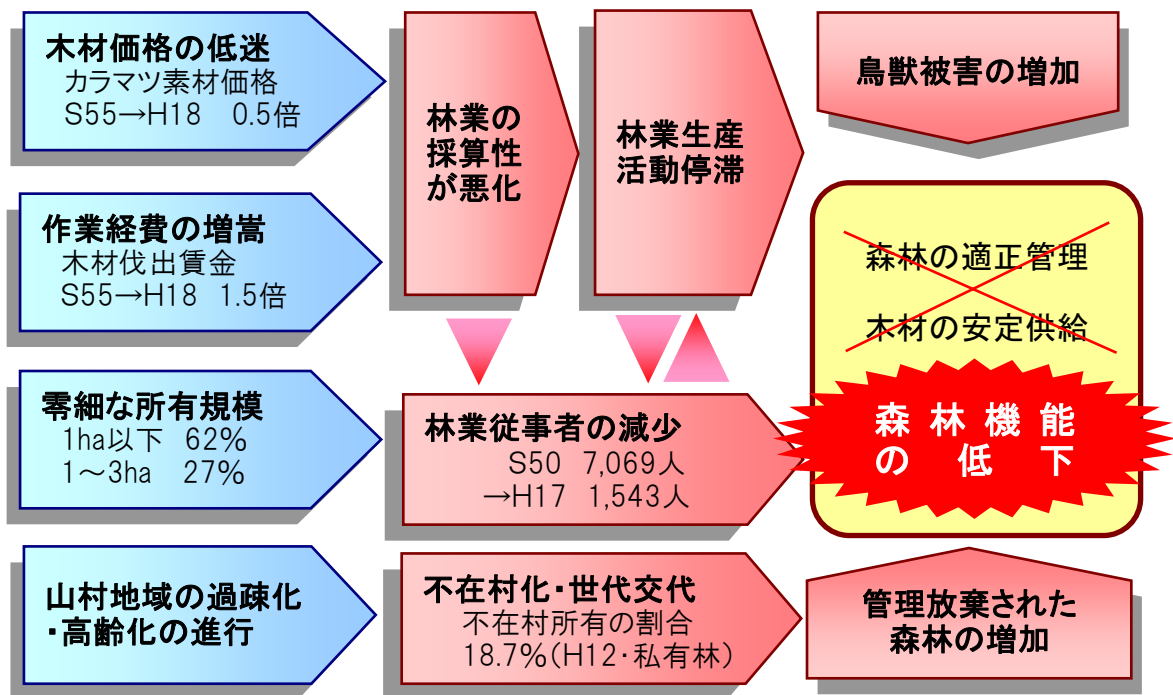 木材価格の低迷
カラマツ素材価格
S55→H18 0.5倍
作業経費の増嵩
木材伐出賃金
S55→H18 1.5倍
零細な所有規模
1ha以下 62%
1～3ha 27%
山村地域の過疎化
・高齢化の進行
林業の
採算性
が悪化
林業生産
活動停滞
林業従事者の減少
S50 7,069人
→H17 1,543人
不在村化・世代交代
不在村所有の割合
18.7%(H12・私有林)
鳥獣被害の増加
森林の適正管理
木材の安定供給
森林機能
の低下
管理放棄された
森林の増加